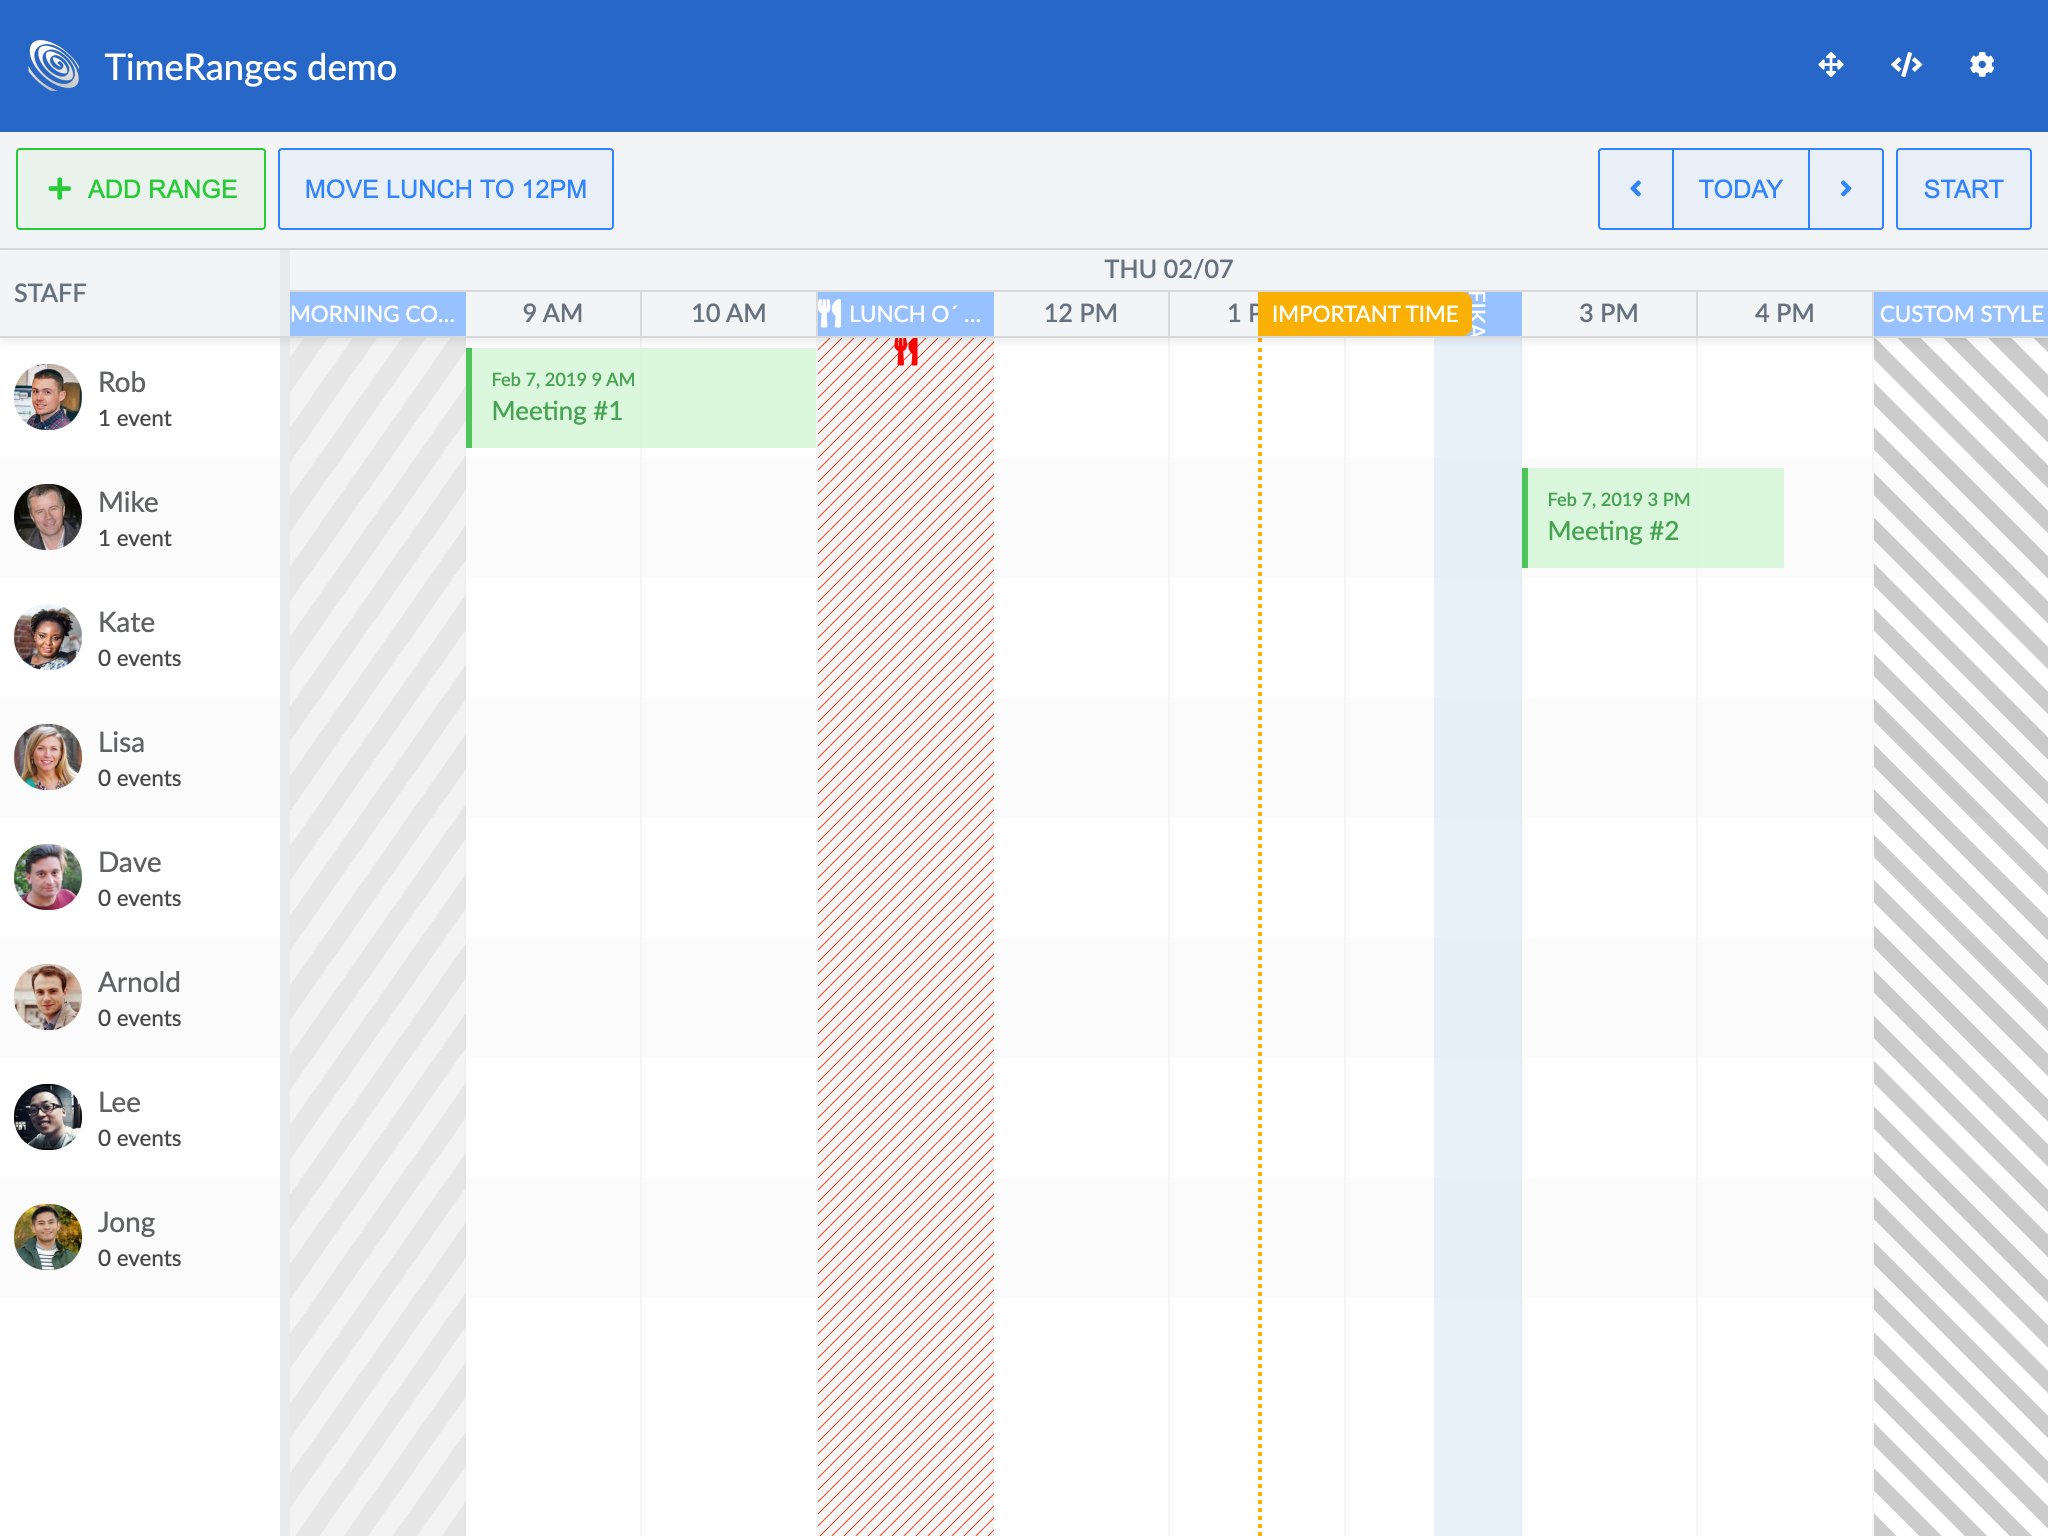 TimeRanges demo
ADD RANGE
MOVE LUNCH TO 12PM
TODAY
START
STAFF
THU 02/07
MORNING CO...
9 AM
10 AM
LUNCH O´ ...
12 PM
1 P
IMPORTANT TIME
FIKA
3 PM
4 PM
CUSTOM STYLE
Rob
1 event
Feb 7, 2019 9 AM
Meeting #1
Mike
1 event
Feb 7, 2019 3 PM
Meeting #2
Kate
0 events
Lisa
0 events
Dave
0 events
Arnold
0 events
Lee
0 events
Jong
0 events